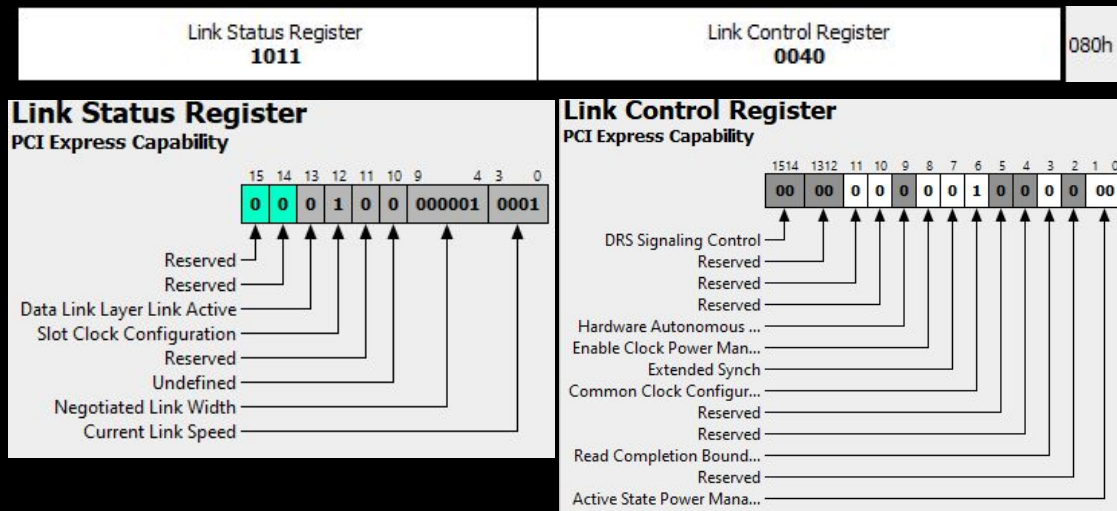 Link Status Register
1011
Link Control Register
0040
080h
Link Status Register
PCI Express Capability
15 14 13 12 11 10 9 4 3 0
0 0 0 1 0 0 000001 0001
Reserved
Reserved
Data Link Layer Link Active
Slot Clock Configuration
Reserved
Undefined
Negotiated Link Width
Current Link Speed
Link Control Register
PCI Express Capability
1514 1312 11 10 9 8 7 6 5 4 3 2 1 0
00 00 0 0 0 0 0 1 0 0 0 0 00
DRS Signaling Control
Reserved
Reserved
Reserved
Hardware Autonomous ...
Enable Clock Power Man...
Extended Synch
Common Clock Configur...
Reserved
Reserved
Read Completion Bound...
Reserved
Active State Power Mana...